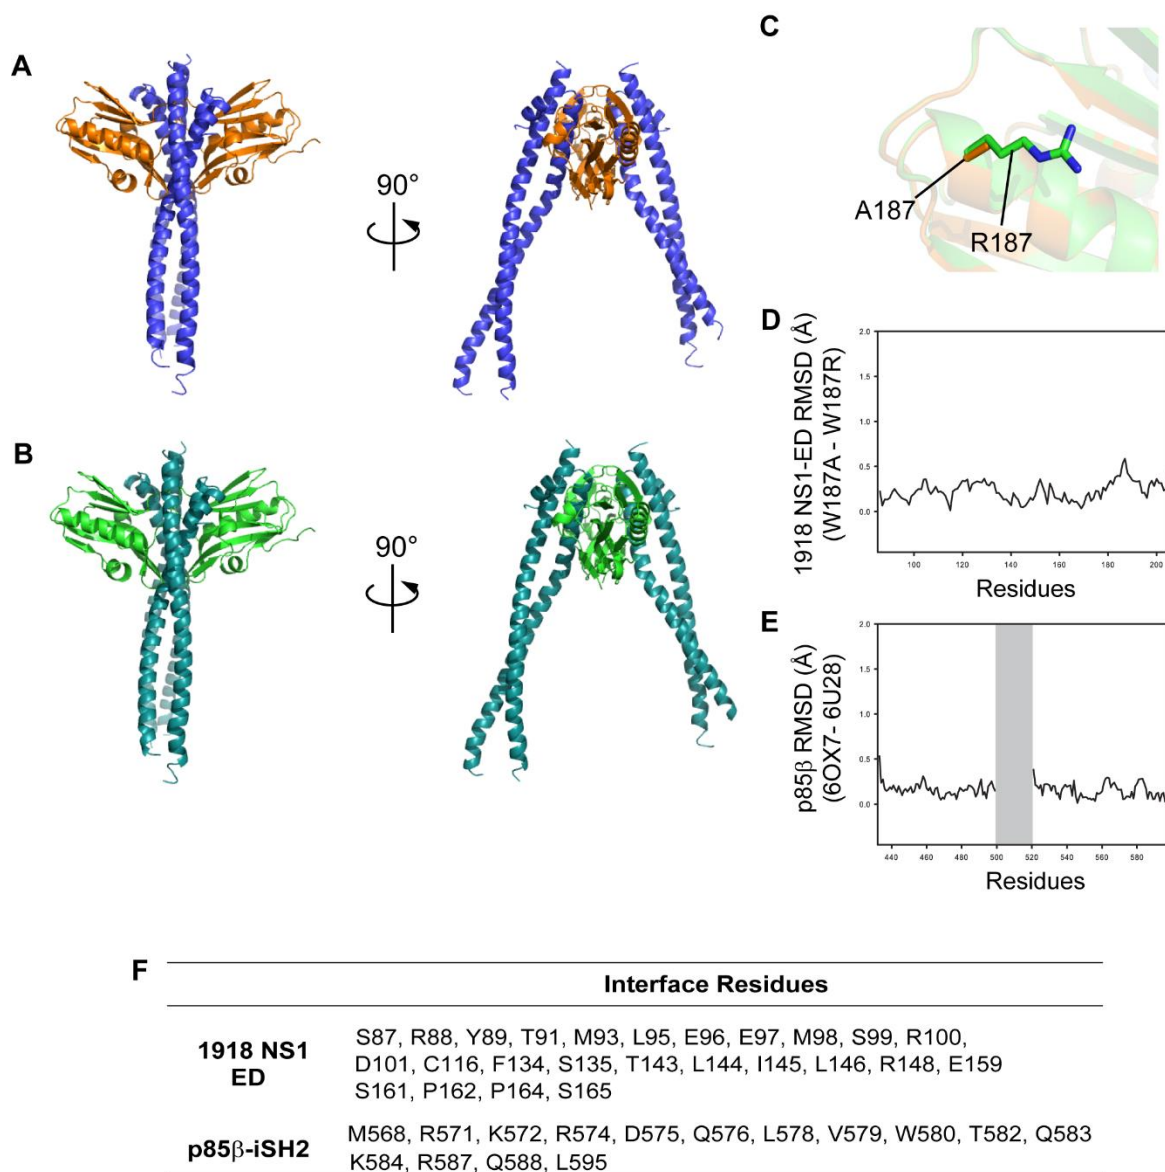 A
90°
B
90°
C
A187
R187
D
1918 NS1-ED RMSD (Å)
(W187A - W187R)
2.0
1.5
1.0
0.5
0.0
100 120 140 160 180 200
Residues
E
p85β RMSD (Å)
(6OX7- 6U28)
2.0
1.5
1.0
0.5
0.0
440 460 480 500 520 540 560 580
Residues
F
Interface Residues
1918 NS1
ED
S87, R88, Y89, T91, M93, L95, E96, E97, M98, S99, R100,
D101, C116, F134, S135, T143, L144, I145, L146, R148, E159
S161, P162, P164, S165
p85β-iSH2
M568, R571, K572, R574, D575, Q576, L578, V579, W580, T582, Q583
K584, R587, Q588, L595